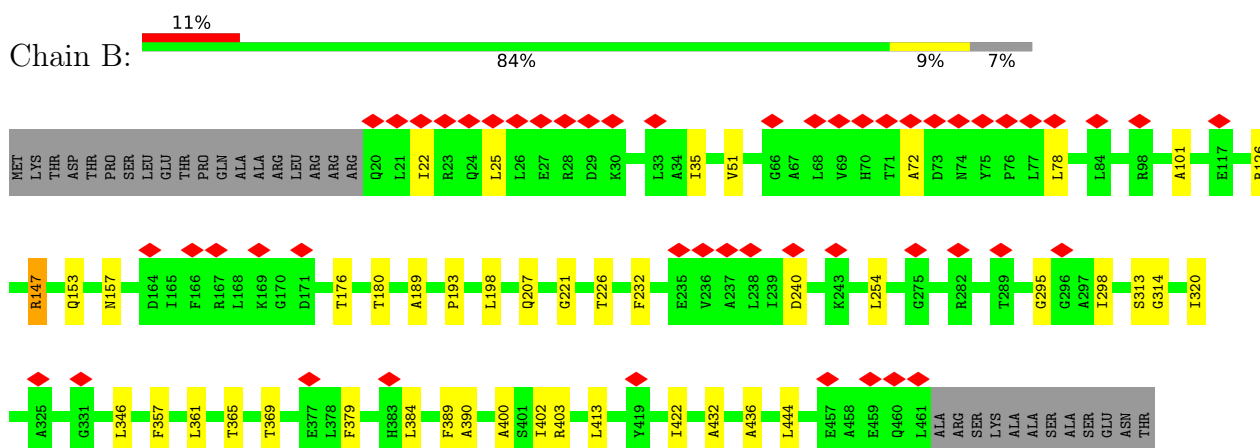 11%
Chain B:
84% 9% 7%
MET LYS THR ASP THR PRO SER LEU GLU THR PRO GLN ALA ALA ARG LEU ARG ARG ARG Q20 L21 I22 R23 Q24 L25 L26 E27 R28 D29 K30 L33 A34 I35 V51 G66 A67 L68 V69 H70 T71 A72 D73 N74 Y75 P76 L77 L78 L84 R98 A101 E117
R147 Q153 N157 D164 I165 F166 R167 L168 K169 G170 D171 T176 T180 A189 P193 L198 Q207 G221 T226 F232 E235 V236 A237 L238 I239 D240 K243 L254 G275 R282 T289 G295 G296 A297 I298 S313 G314 I320
A325 G331 L346 F357 L361 T365 T369 E377 L378 F379 H383 L384 F389 A390 A400 S401 I402 R403 L413 Y419 I422 A432 A436 L444 E457 A458 E459 Q460 L461 ALA ARG SER LYS ALA ALA SER ALA SER GLU ASN THR